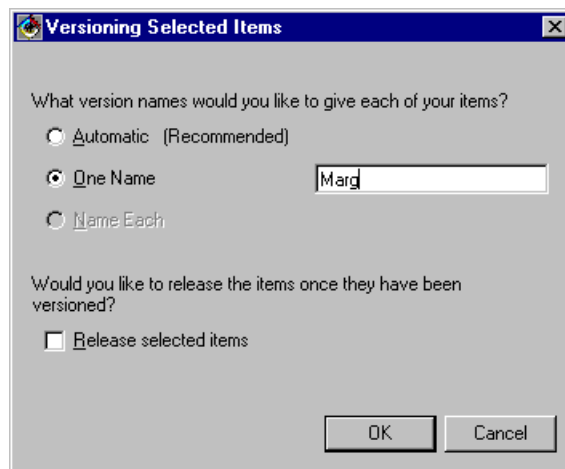 Versioning Selected Items
What version names would you like to give each of your items?
Automatic (Recommended)
One Name Marg
Name Each
Would you like to release the items once they have been
versioned?
Release selected items
OK Cancel